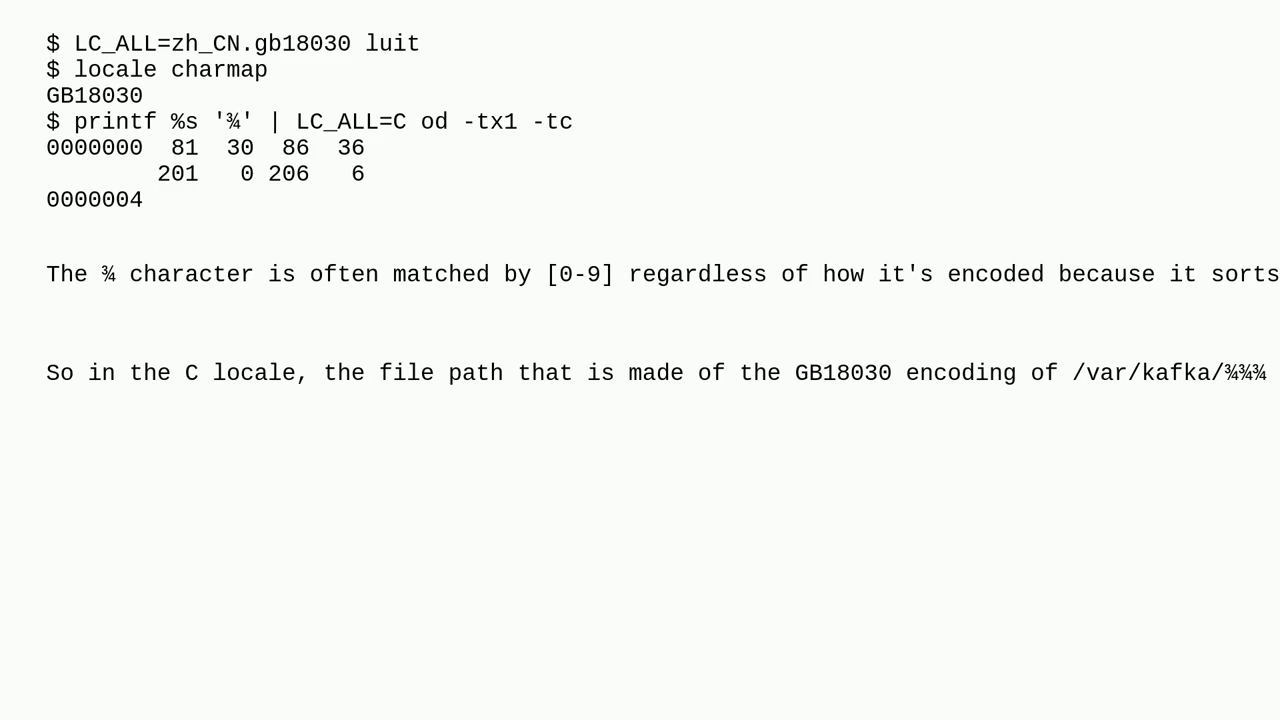 $ LC_ALL=zh_CN.gb18030 luit
$ locale charmap
GB18030
$ printf %s '¾' | LC_ALL=C od -tx1 -tc
0000000  81  30  86  36
        201   0 206   6
0000004
The ¾ character is often matched by [0-9] regardless of how it's encoded because it sorts
So in the C locale, the file path that is made of the GB18030 encoding of /var/kafka/¾¾¾